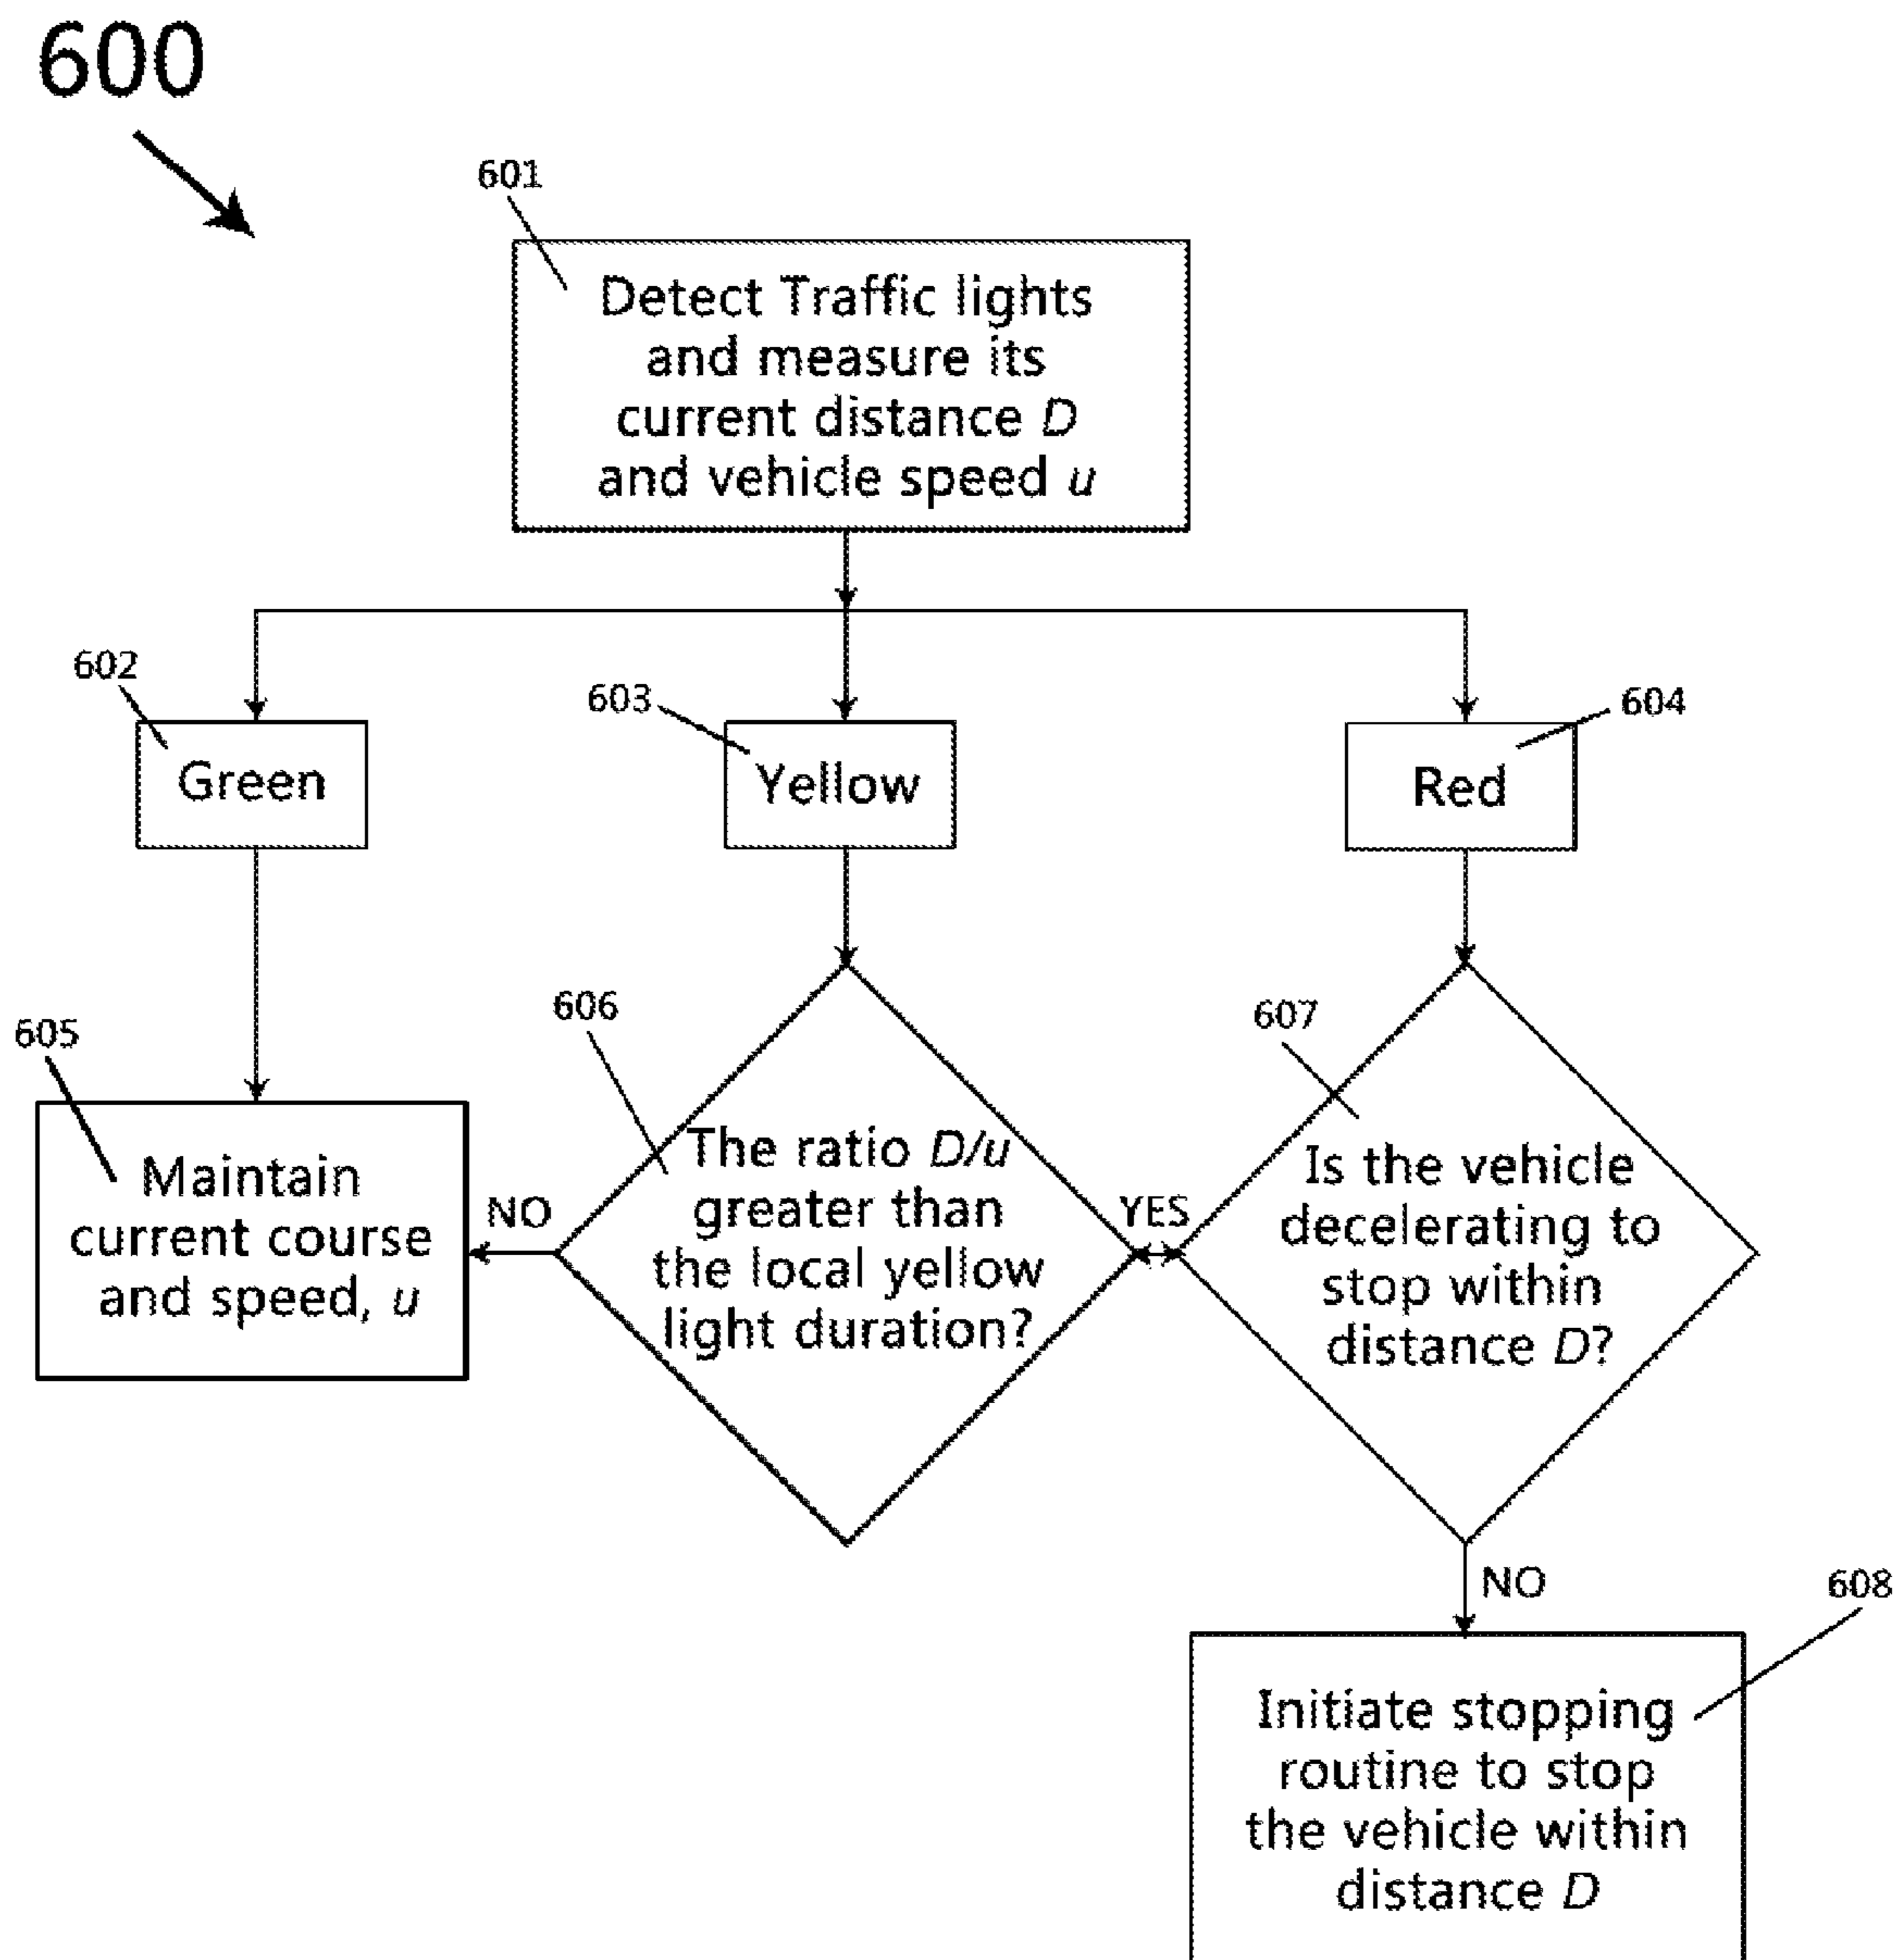 600
601
Detect Traffic lights
and measure its
current distance D
and vehicle speed u
602
603
604
Green
Yellow
Red
605
606
607
Maintain
current course
and speed, u
NO
The ratio D/u
greater than
the local yellow
light duration?
YES
Is the vehicle
decelerating to
stop within
distance D?
NO
608
Initiate stopping
routine to stop
the vehicle within
distance D